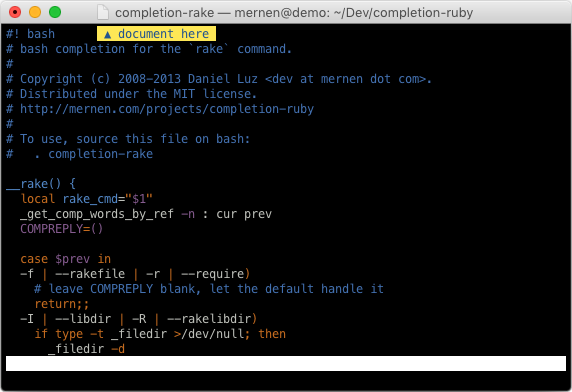 completion-rake — mernen@demo: ~/Dev/completion-ruby
#! bash ▲ document here
# bash completion for the `rake` command.
#
# Copyright (c) 2008-2013 Daniel Luz <dev at mernen dot com>.
# Distributed under the MIT license.
# http://mernen.com/projects/completion-ruby
#
# To use, source this file on bash:
#   . completion-rake

__rake() {
  local rake_cmd="$1"
  _get_comp_words_by_ref -n : cur prev
  COMPREPLY=()

  case $prev in
  -f | --rakefile | -r | --require)
    # leave COMPREPLY blank, let the default handle it
    return;;
  -I | --libdir | -R | --rakelibdir)
    if type -t _filedir >/dev/null; then
      _filedir -d